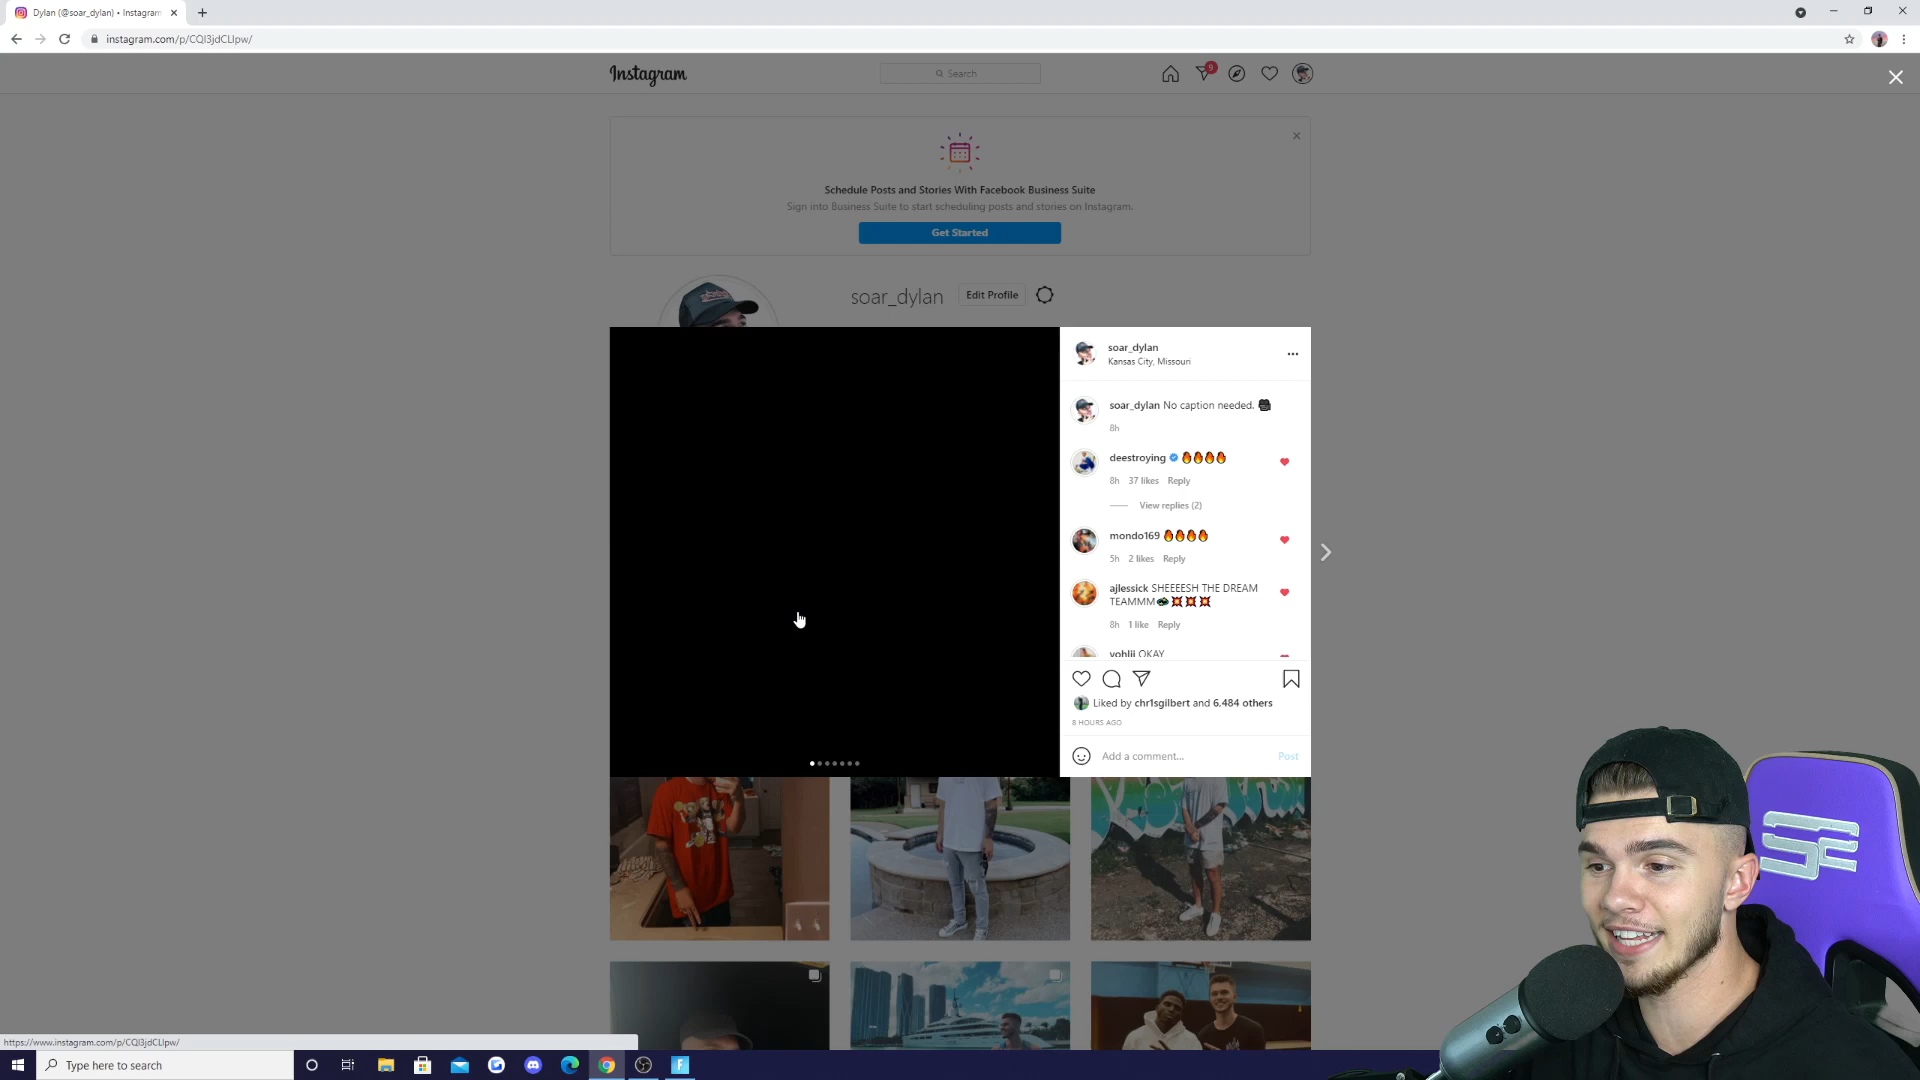 Dylan (@soar_dylan) • Instagram
instagram.com/p/CQl3jdCLlpw/
Instagram
Search
9
Schedule Posts and Stories With Facebook Business Suite
Sign into Business Suite to start scheduling posts and stories on Instagram.
Get Started
soar_dylan
Edit Profile
soar_dylan
Kansas City, Missouri
soar_dylan No caption needed.
8h
deestroying
8h 37 likes Reply
View replies (2)
mondo169
5h 2 likes Reply
ajlessick SHEEEESH THE DREAM
TEAMMM
8h 1 like Reply
yohlii OKAY
Liked by chr1sgilbert and 6,484 others
8 HOURS AGO
Add a comment...
Post
https://www.instagram.com/p/CQl3jdCLlpw/
Type here to search